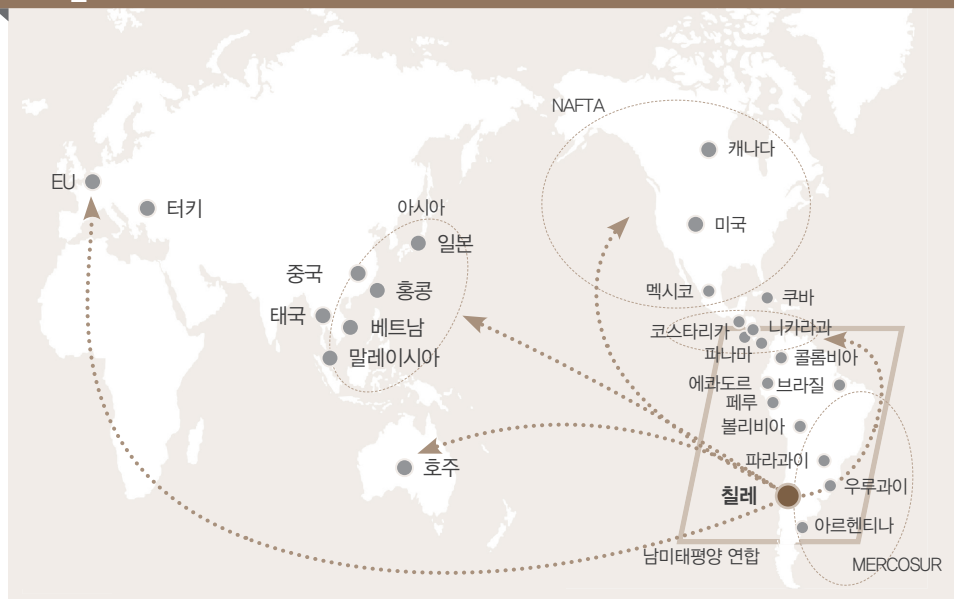 NAFTA
캐나다
EU
터키
아시아
미국
일본
중국
홍콩
멕시코
쿠바
태국
베트남
코스타리카
니카라과
말레이시아
파나마
콜롬비아
에콰도르
브라질
페루
볼리비아
파라과이
호주
칠레
우루과이
아르헨티나
남미태평양 연합
MERCOSUR